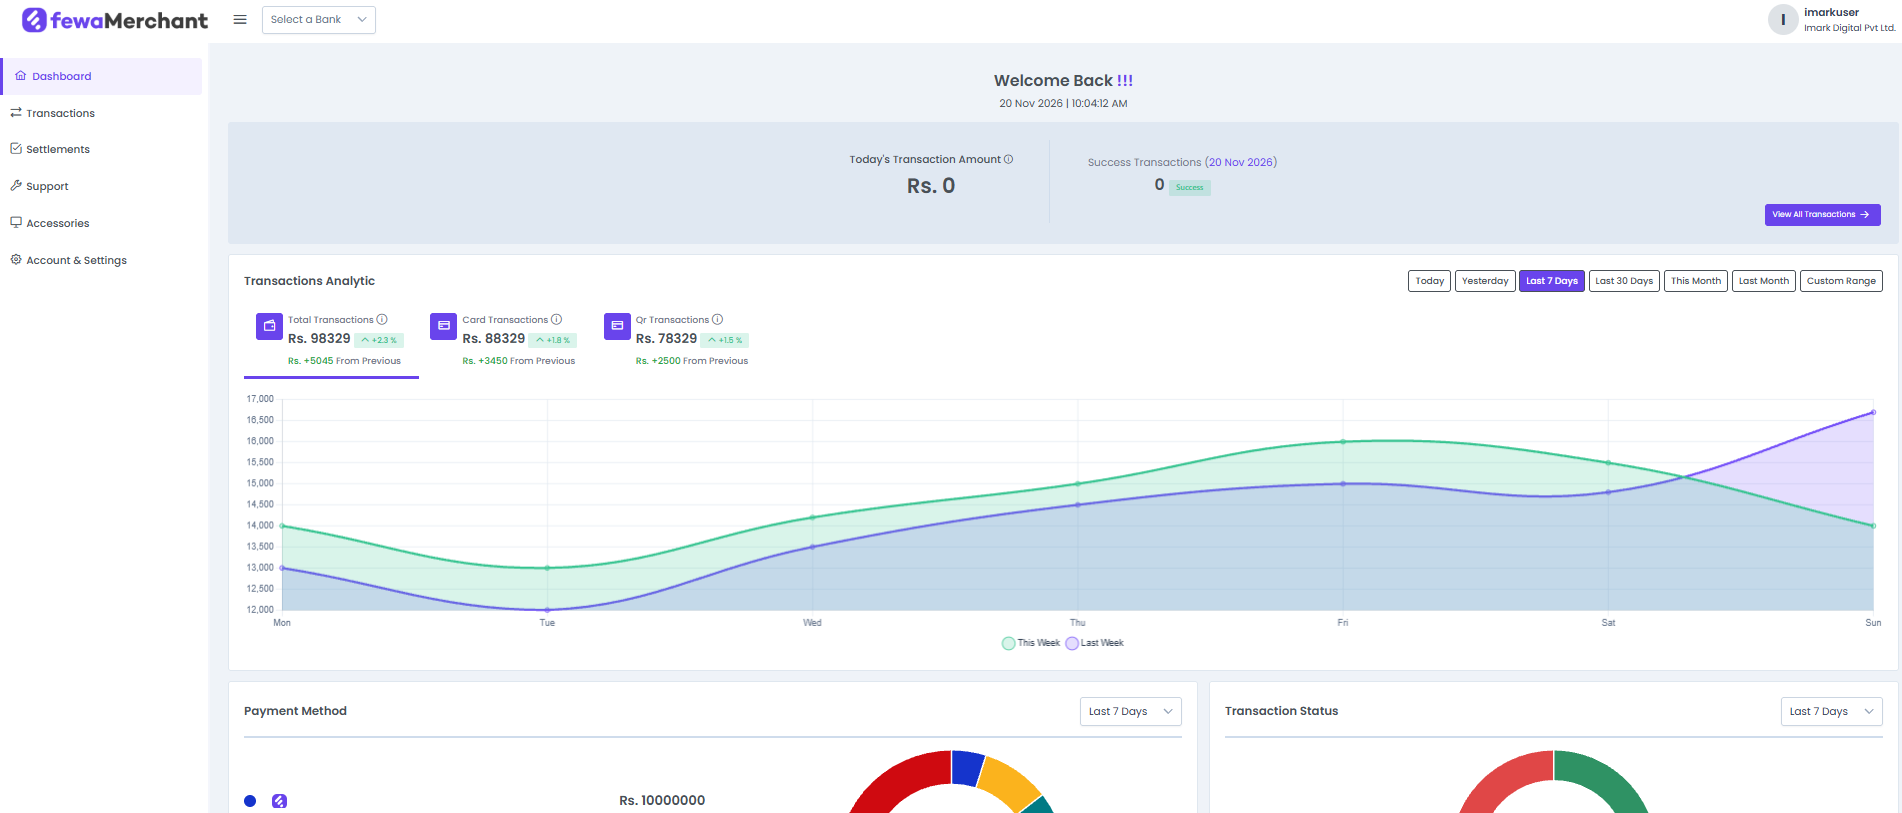 fewaMerchant
Select a Bank
I
imarkuser
Imark Digital Pvt Ltd.
Dashboard
Transactions
Settlements
Support
Accessories
Account & Settings
Welcome Back !!!
20 Nov 2026 | 10:04:12 AM
Today's Transaction Amount
Rs. 0
Success Transactions (20 Nov 2026)
0 Success
View All Transactions
Transactions Analytic
Today Yesterday Last 7 Days Last 30 Days This Month Last Month Custom Range
Total Transactions
Rs. 98329 +2.3 %
Rs. +5045 From Previous
Card Transactions
Rs. 88329 +1.8 %
Rs. +3450 From Previous
Qr Transactions
Rs. 78329 +1.5 %
Rs. +2500 From Previous
17,000
16,500
16,000
15,500
15,000
14,500
14,000
13,500
13,000
12,500
12,000
Mon Tue Wed Thu Fri Sat Sun
This Week Last Week
Payment Method
Last 7 Days
Rs. 10000000
Transaction Status
Last 7 Days